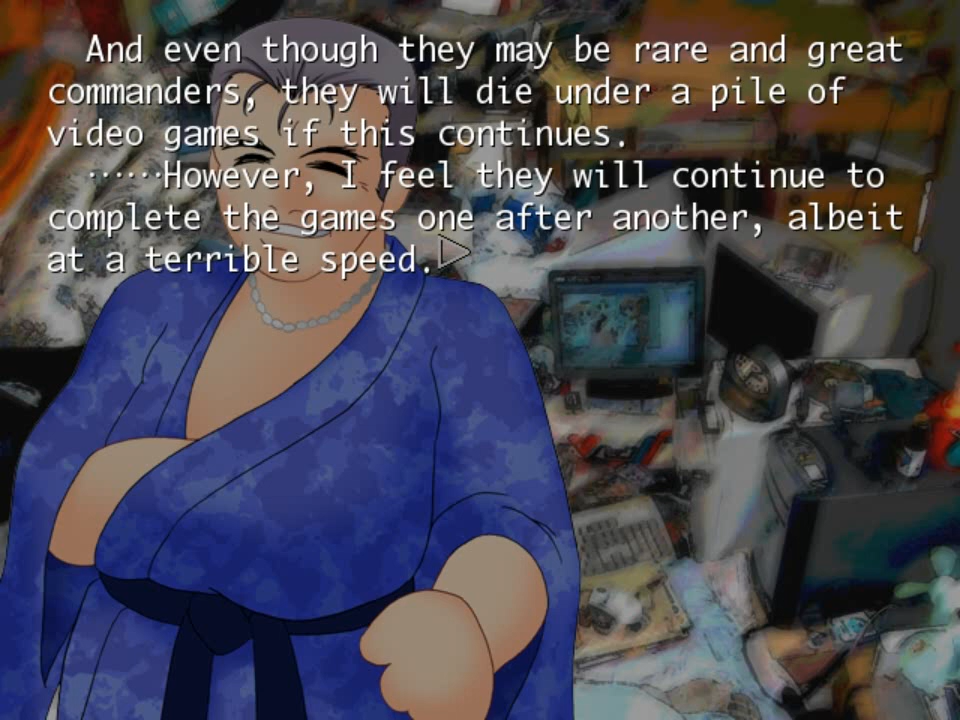 And even though they may be rare and great
commanders, they will die under a pile of
video games if this continues.
……However, I feel they will continue to
complete the games one after another, albeit
at a terrible speed.